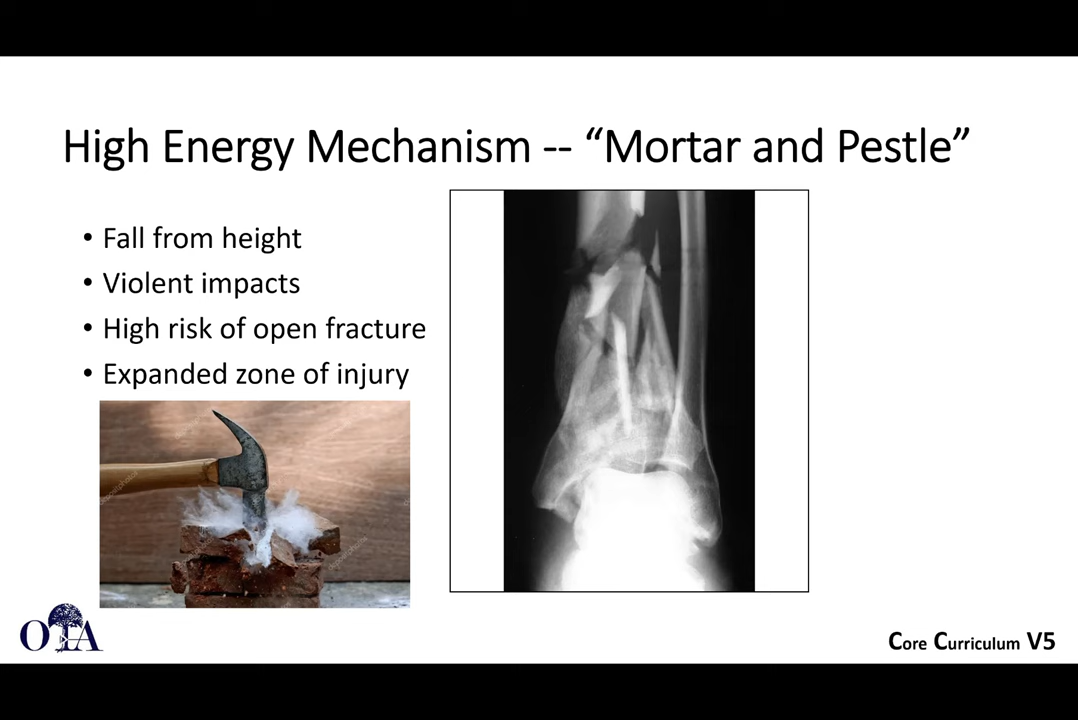 High Energy Mechanism -- “Mortar and Pestle”
• Fall from height
• Violent impacts
• High risk of open fracture
• Expanded zone of injury
OTA
Core Curriculum V5